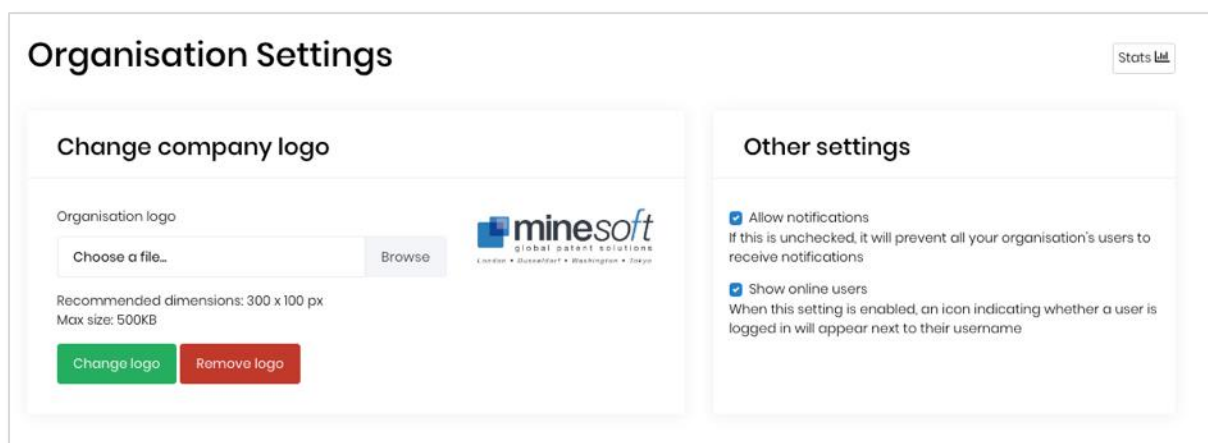 Organisation Settings
Stats
Change company logo
Organisation logo
Choose a file...
Browse
Recommended dimensions: 300 x 100 px
Max size: 500KB
Change logo
Remove logo
minesoft
global patent solutions
London • Dusseldorf • Washington • Tokyo
Other settings
Allow notifications
If this is unchecked, it will prevent all your organisation's users to
receive notifications
Show online users
When this setting is enabled, an icon indicating whether a user is
logged in will appear next to their username